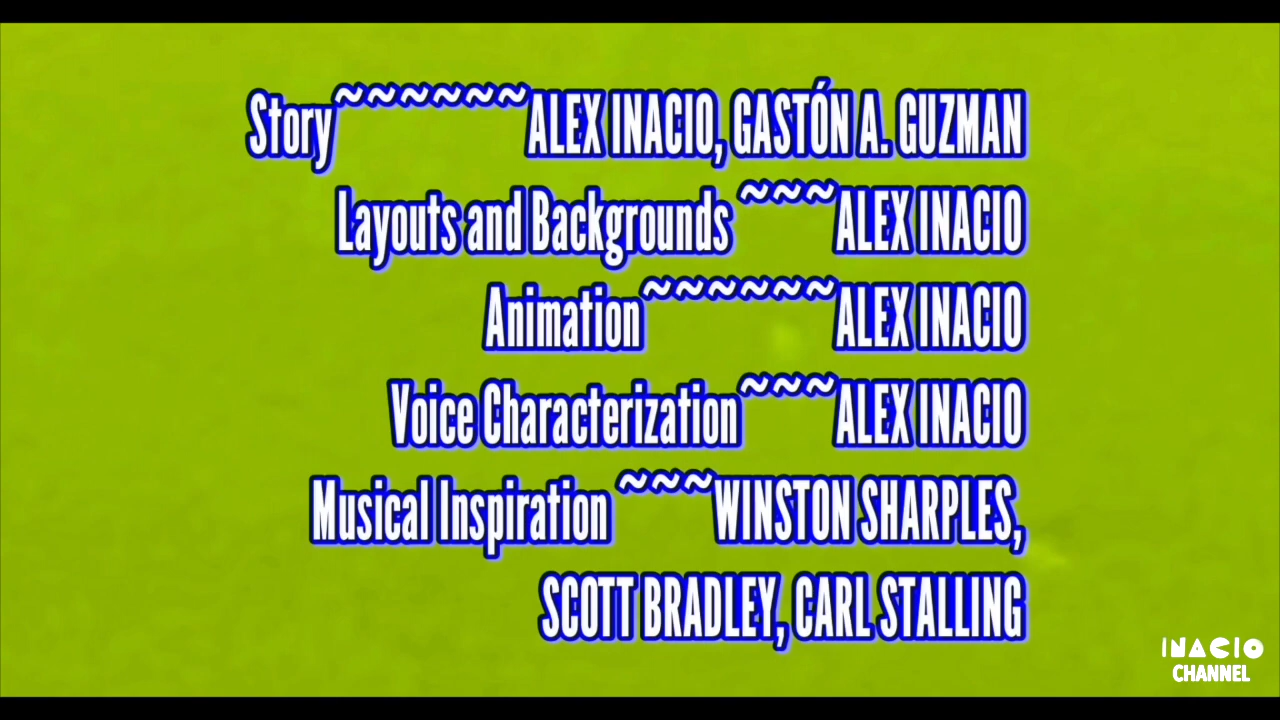 Story~~~~~~ALEX INACIO, GASTÓN A. GUZMAN
Layouts and Backgrounds ~~~ALEX INACIO
Animation~~~~~~ALEX INACIO
Voice Characterization~~~ALEX INACIO
Musical Inspiration ~~~WINSTON SHARPLES,
SCOTT BRADLEY, CARL STALLING
INACIO
CHANNEL